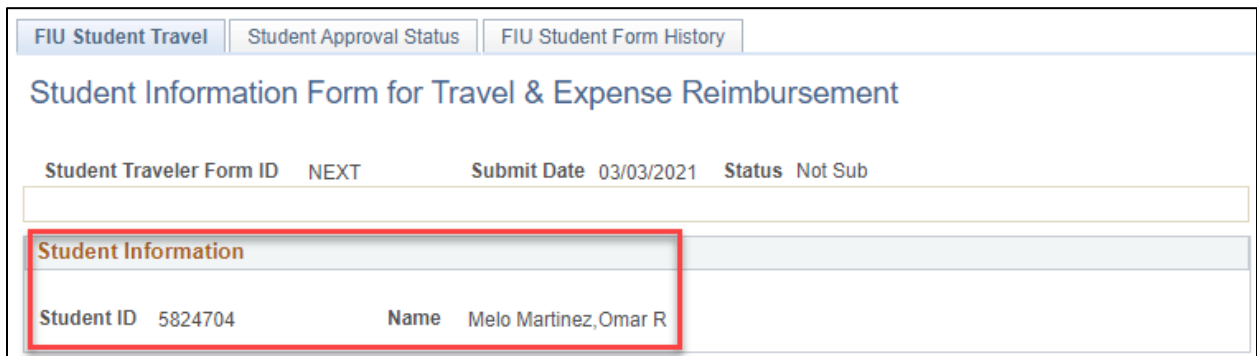 FIU Student Travel Student Approval Status FIU Student Form History
Student Information Form for Travel & Expense Reimbursement
Student Traveler Form ID NEXT Submit Date 03/03/2021 Status Not Sub
Student Information
Student ID 5824704 Name Melo Martinez,Omar R